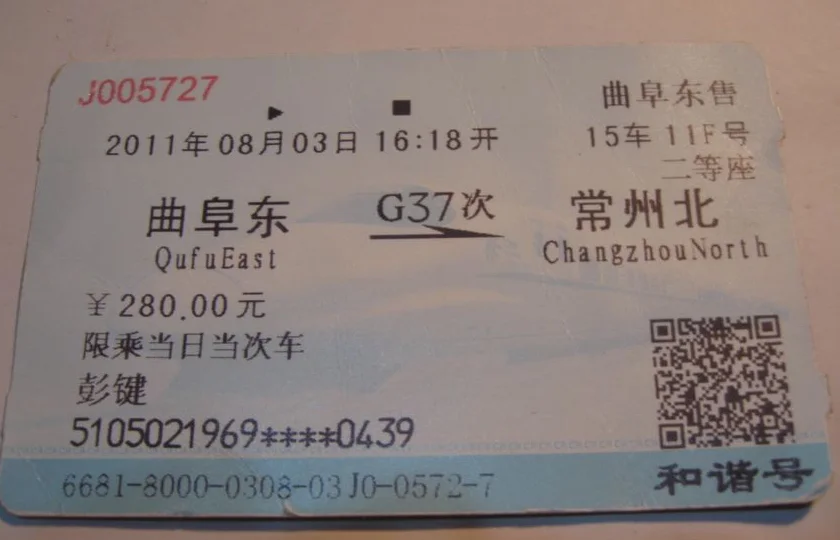 J005727
曲阜东售
2011年08月03日 16:18开
15车 11F号
二等座
曲阜东
G37次
常州北
QufuEast
ChangzhouNorth
￥280.00元
限乘当日当次车
彭键
5105021969****0439
6681-8000-0308-03J0-0572-7
和谐号